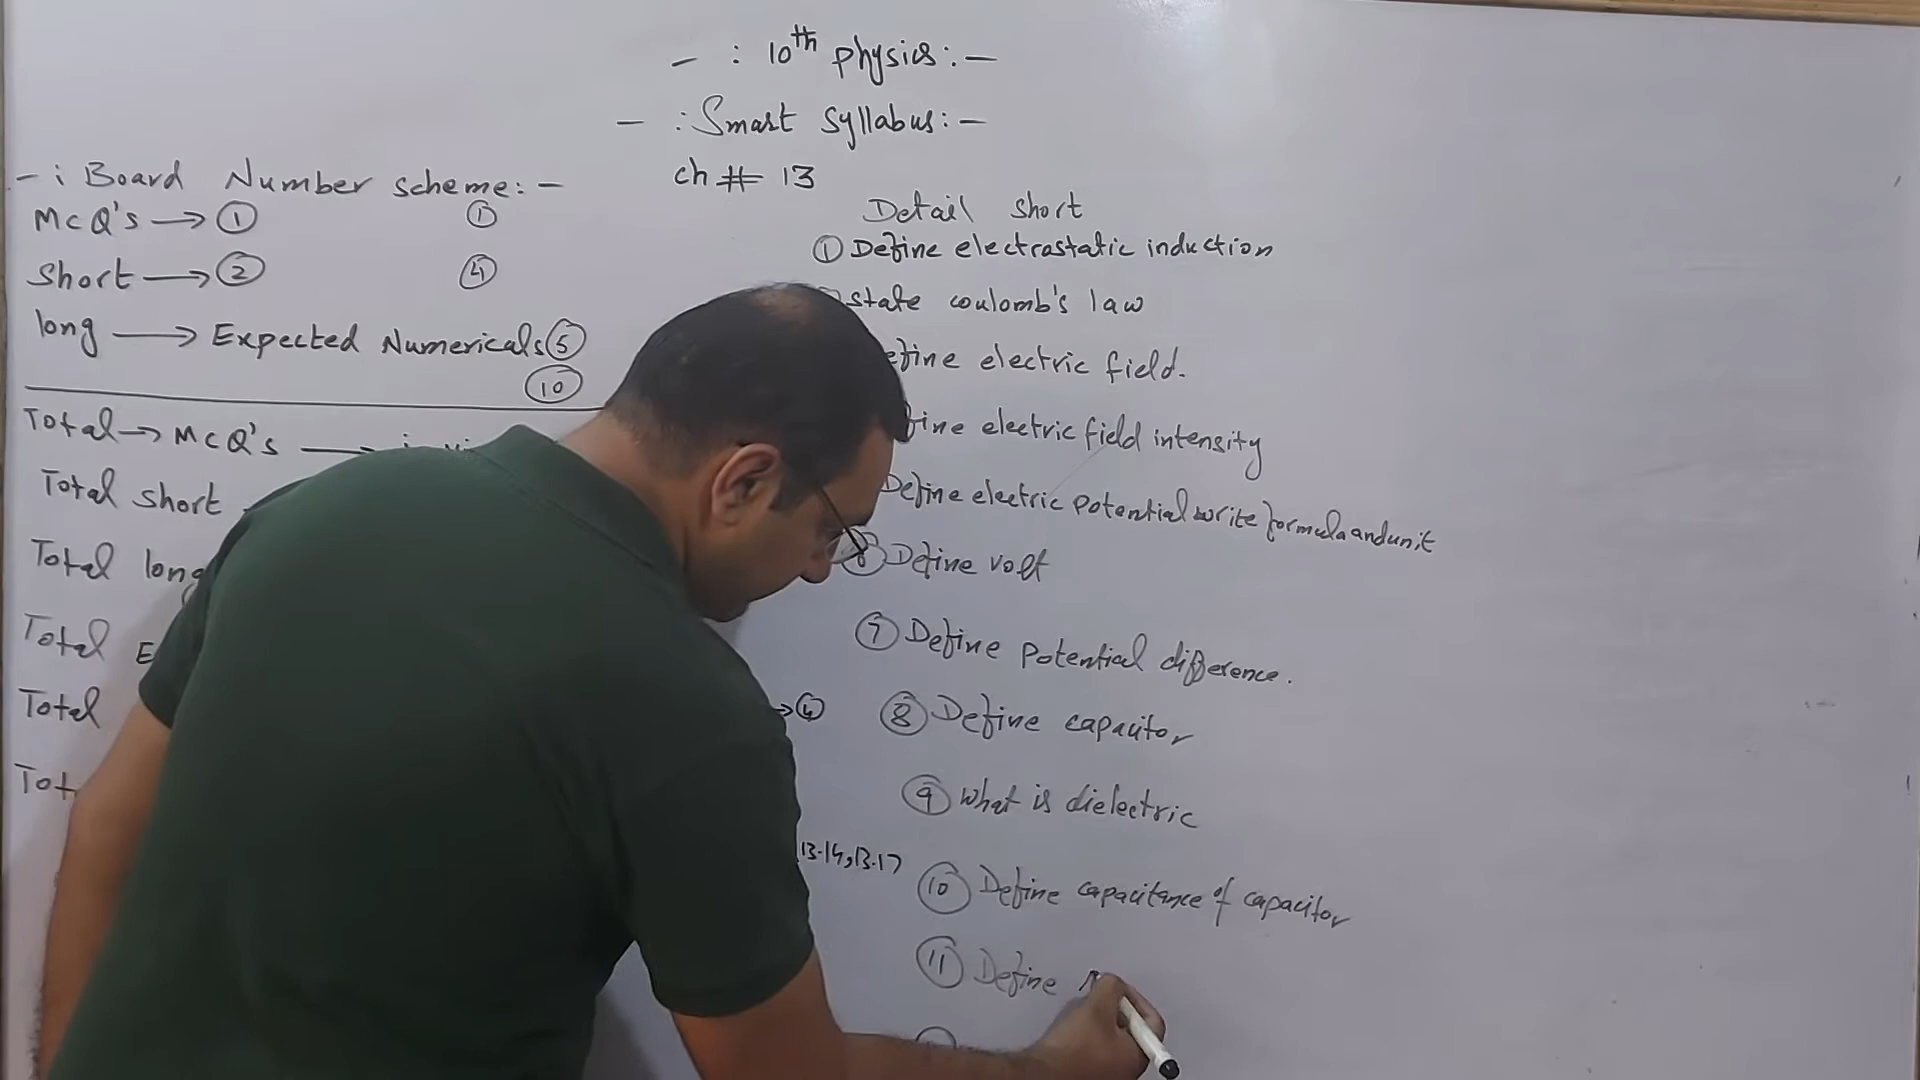 - : 10th physics:-
- : Smart Syllabus:-
ch # 13
- : Board Number scheme:-
McQ's → ① ①
Short → ② ④
long → Expected Numericals ⑤
⑩
Total → McQ's
Total short
Total long
Total E
Total → ④
13.14, 13.17
Detail short
① Define electrostatic induction
state coulomb's law
efine electric field.
fine electric field intensity
Define electric potential write formula and unit
⑥ Define volt
⑦ Define potential difference.
⑧ Define capacitor
⑨ what is dielectric
⑩ Define capacitance of capacitor
⑪ Define